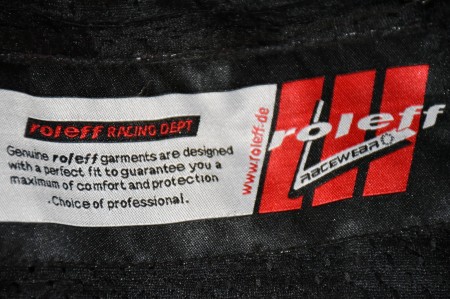 roleff RACING DEPT
Genuine roleff garments are designed
with a perfect fit to guarantee you a
maximum of comfort and protection
Choice of professional.
www.roleff.de
roleff
RACEWEAR